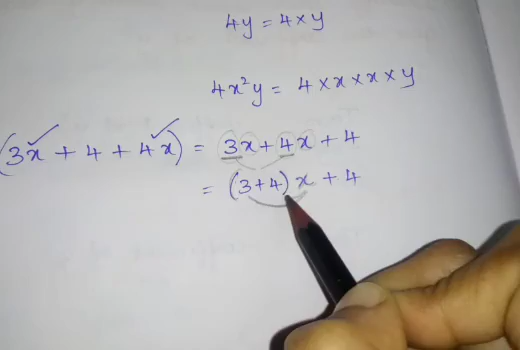 4y = 4 × y
4x²y = 4 × x × x × y
(3x + 4 + 4x) = 3x + 4x + 4
= (3+4)x + 4